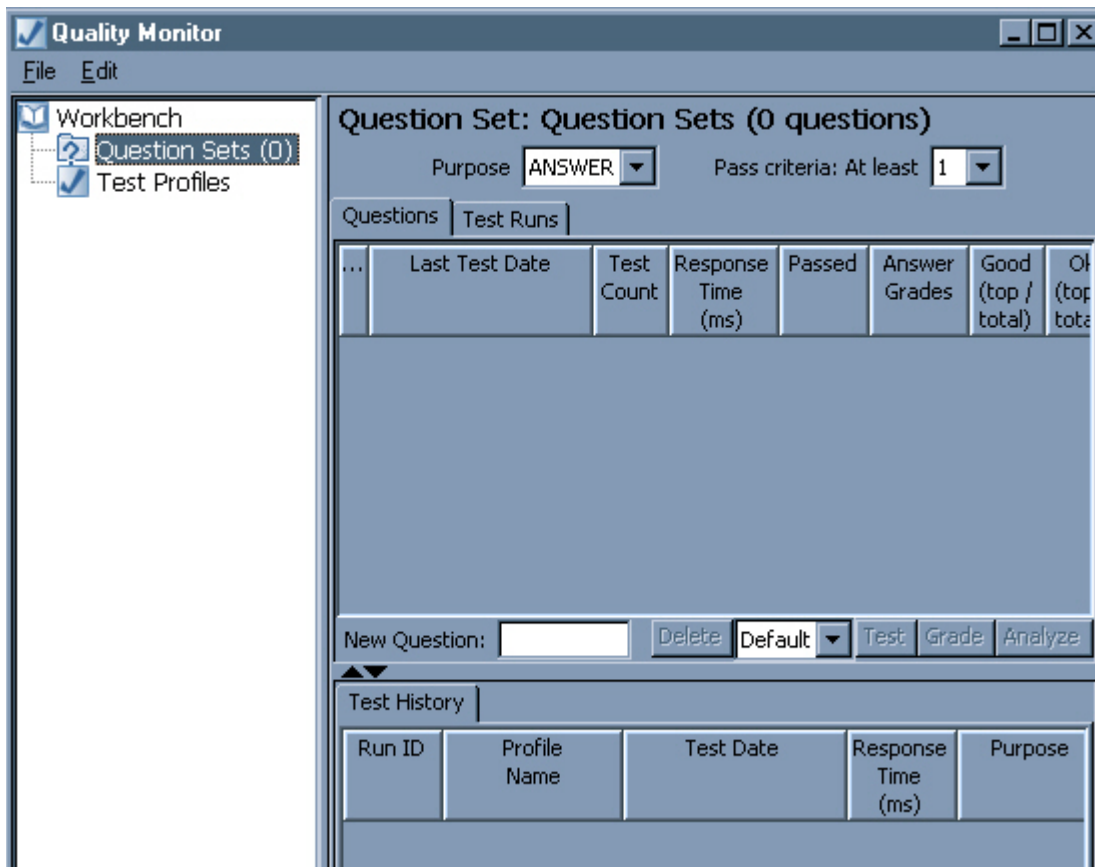 Quality Monitor
File Edit
Workbench
Question Sets (0)
Test Profiles
Question Set: Question Sets (0 questions)
Purpose ANSWER Pass criteria: At least 1
Questions Test Runs
... Last Test Date Test Count Response Time (ms) Passed Answer Grades Good (top / total)
New Question: Delete Default Test Grade Analyze
Test History
Run ID Profile Name Test Date Response Time (ms) Purpose